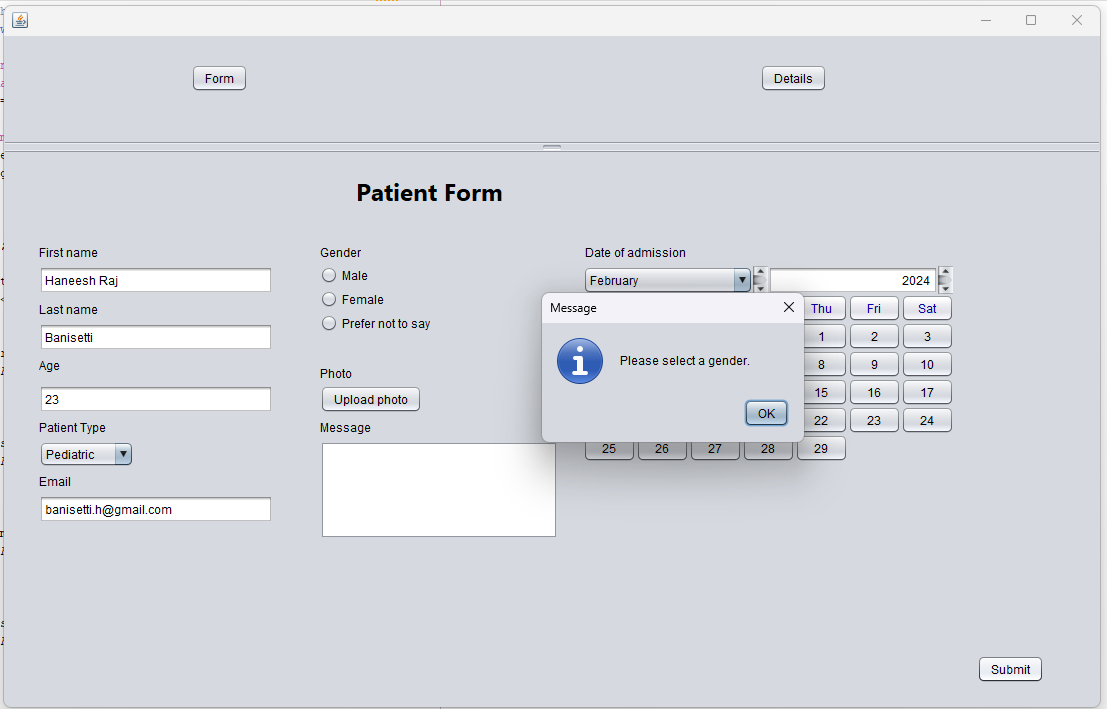 Form
Details
Patient Form
First name
Haneesh Raj
Last name
Banisetti
Age
23
Patient Type
Pediatric
Email
banisetti.h@gmail.com
Gender
Male
Female
Prefer not to say
Photo
Upload photo
Message
Date of admission
February 2024
Thu Fri Sat
1 2 3
8 9 10
15 16 17
22 23 24
25 26 27 28 29
Message
Please select a gender.
OK
Submit